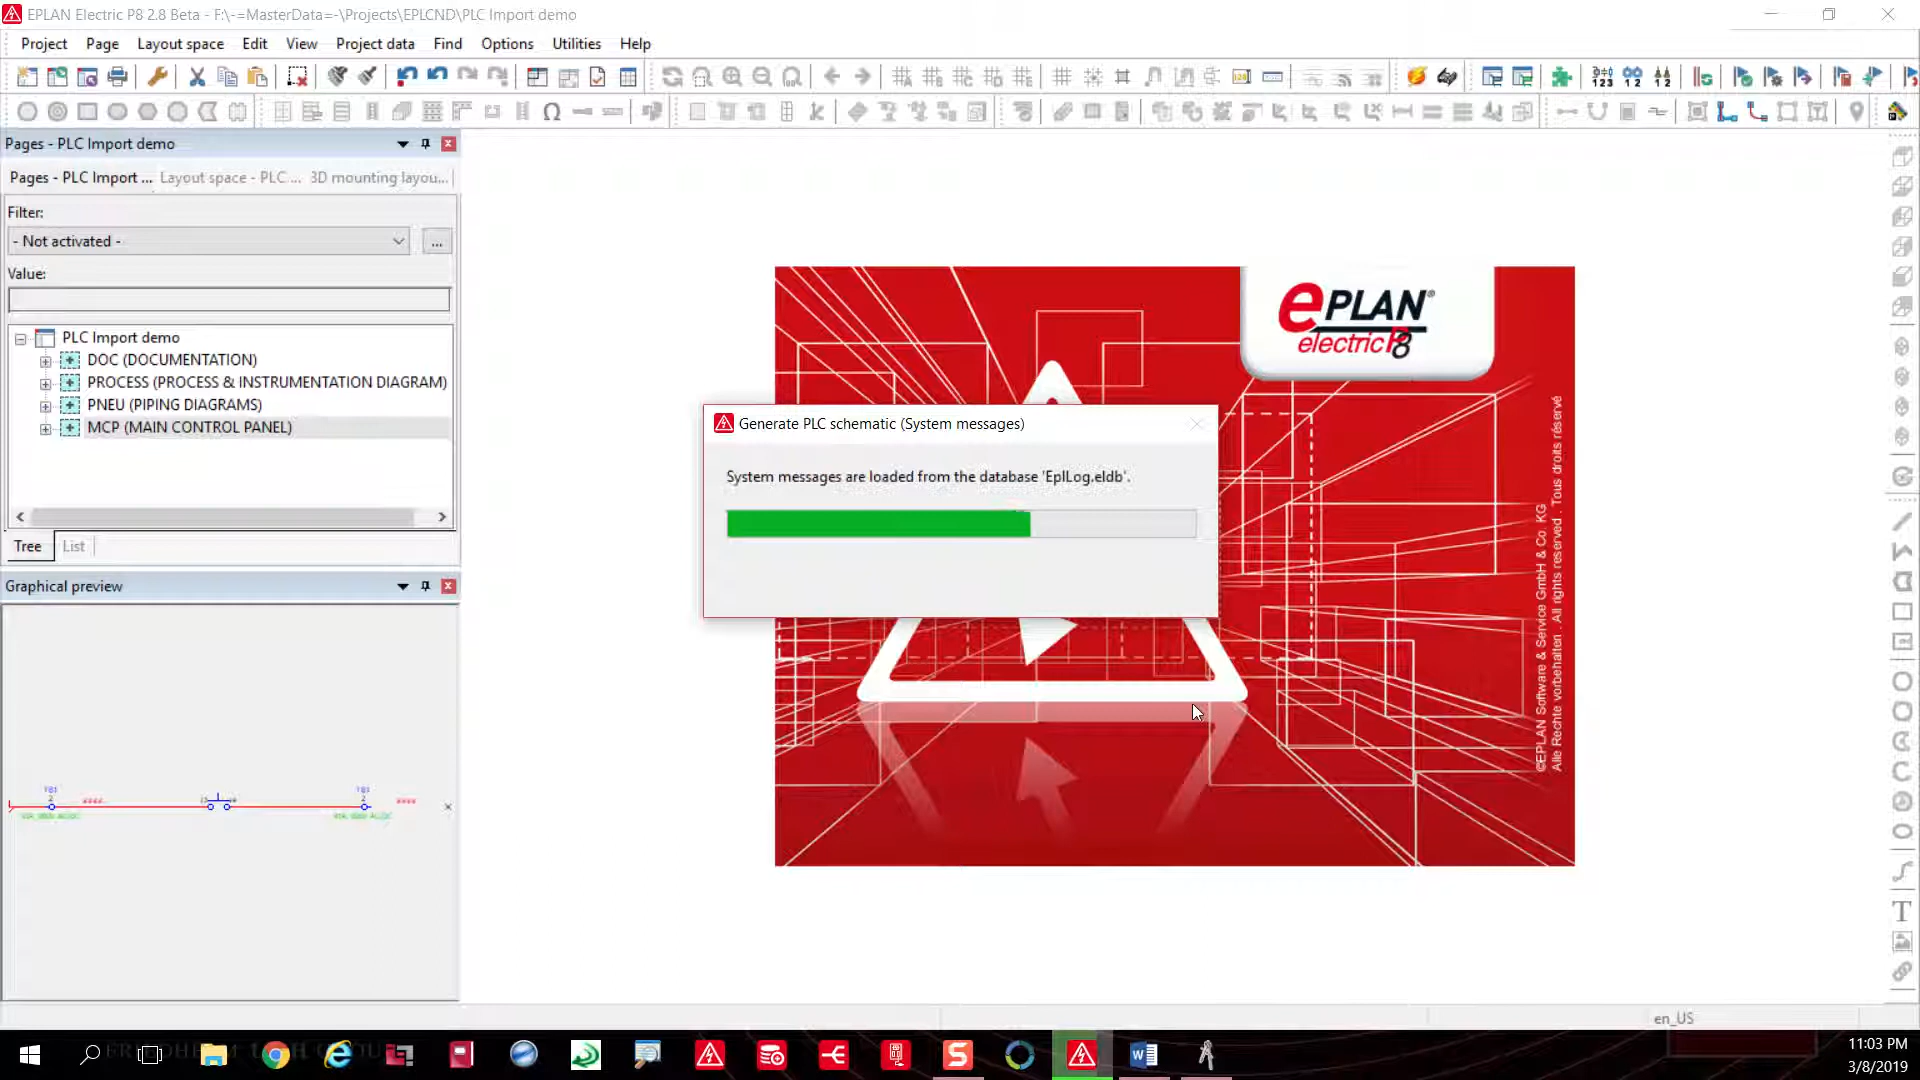 EPLAN Electric P8 2.8 Beta - F:\-=MasterData=-\Projects\EPLCND\PLC Import demo
Project Page Layout space Edit View Project data Find Options Utilities Help
Pages - PLC Import demo
Pages - PLC Import ... Layout space - PLC ... 3D mounting layou...
Filter:
- Not activated -
...
Value:
PLC Import demo
DOC (DOCUMENTATION)
PROCESS (PROCESS & INSTRUMENTATION DIAGRAM)
PNEU (PIPING DIAGRAMS)
MCP (MAIN CONTROL PANEL)
Tree List
Graphical preview
ePLAN®
electric P8
Generate PLC schematic (System messages)
System messages are loaded from the database 'EplLog.eldb'.
©EPLAN Software & Service GmbH & Co. KG
Alle Rechte vorbehalten . All rights reserved . Tous droits réservé
en_US
11:03 PM
3/8/2019